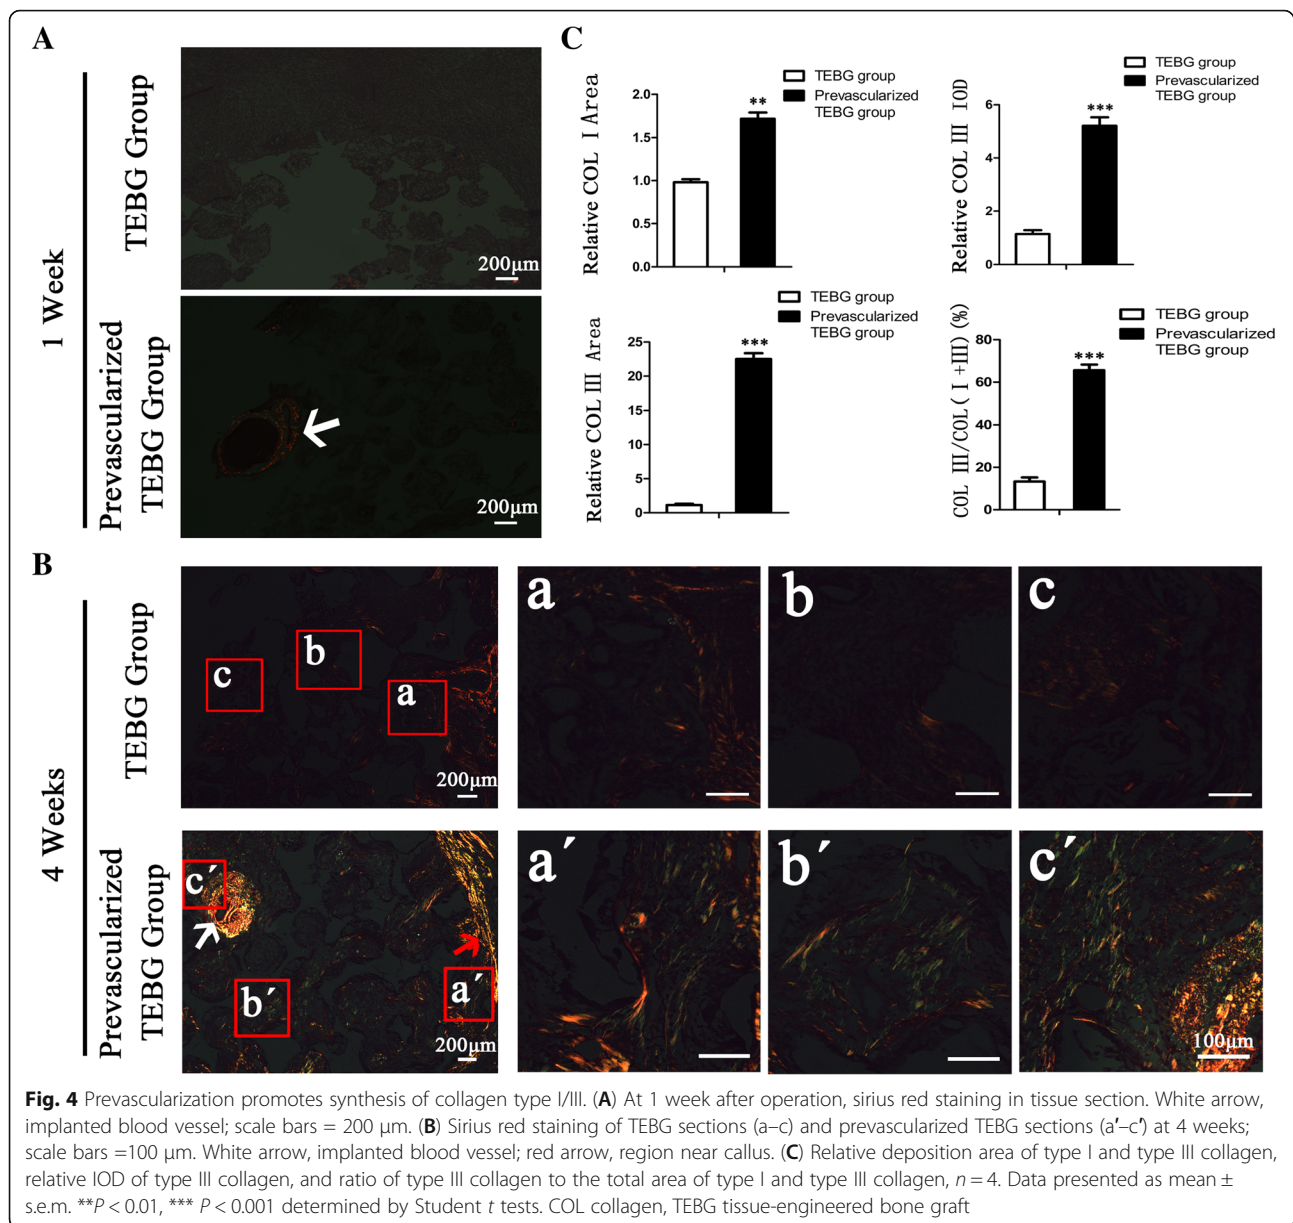 A
1 Week
TEBG Group
200μm
Prevascularized
TEBG Group
200μm
C
TEBG group
Prevascularized
TEBG group
Relative COL I Area
2.0
1.5
1.0
0.5
0.0
**
TEBG group
Prevascularized
TEBG group
Relative COL III IOD
6
4
2
0
***
TEBG group
Prevascularized
TEBG group
Relative COL III Area
25
20
15
10
5
0
***
TEBG group
Prevascularized
TEBG group
COL III/COL( I +III) (%)
80
60
40
20
0
***
B
4 Weeks
TEBG Group
c
b
a
200μm
a
b
c
Prevascularized
TEBG Group
c´
b´
a´
200μm
a´
b´
c´
100μm
Fig. 4 Prevascularization promotes synthesis of collagen type I/III. (A) At 1 week after operation, sirius red staining in tissue section. White arrow,
implanted blood vessel; scale bars = 200 μm. (B) Sirius red staining of TEBG sections (a–c) and prevascularized TEBG sections (a′–c′) at 4 weeks;
scale bars =100 μm. White arrow, implanted blood vessel; red arrow, region near callus. (C) Relative deposition area of type I and type III collagen,
relative IOD of type III collagen, and ratio of type III collagen to the total area of type I and type III collagen, n = 4. Data presented as mean ±
s.e.m. **P < 0.01, *** P < 0.001 determined by Student t tests. COL collagen, TEBG tissue-engineered bone graft